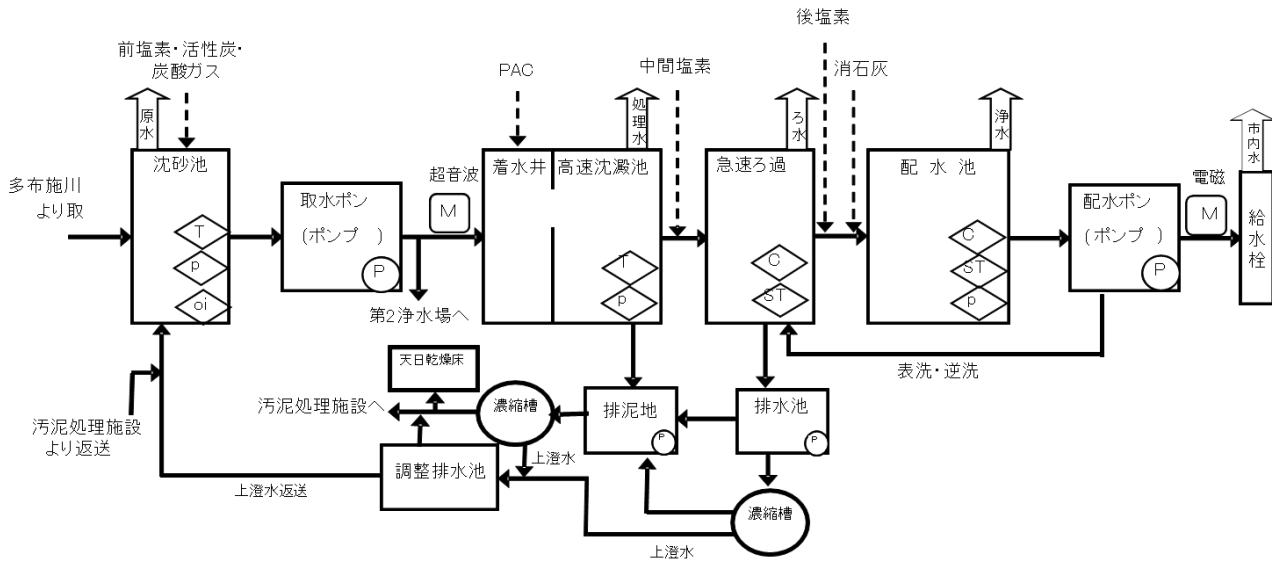 後塩素
前塩素・活性炭・
炭酸ガス
PAC
中間塩素
消石灰
原水
処理水
ろ水
浄水
市内水
沈砂池
着水井
高速沈澱池
急速ろ過
配水池
超音波
電磁
多布施川
より取
取水ポン
(ポンプ )
M
配水ポン
(ポンプ )
M
給水栓
T
p
oi
P
T
p
C
ST
C
ST
p
P
第2浄水場へ
表洗・逆洗
天日乾燥床
汚泥処理施設へ
濃縮槽
排泥地
P
排水池
P
汚泥処理施設
より返送
上澄水
調整排水池
上澄水返送
濃縮槽
上澄水